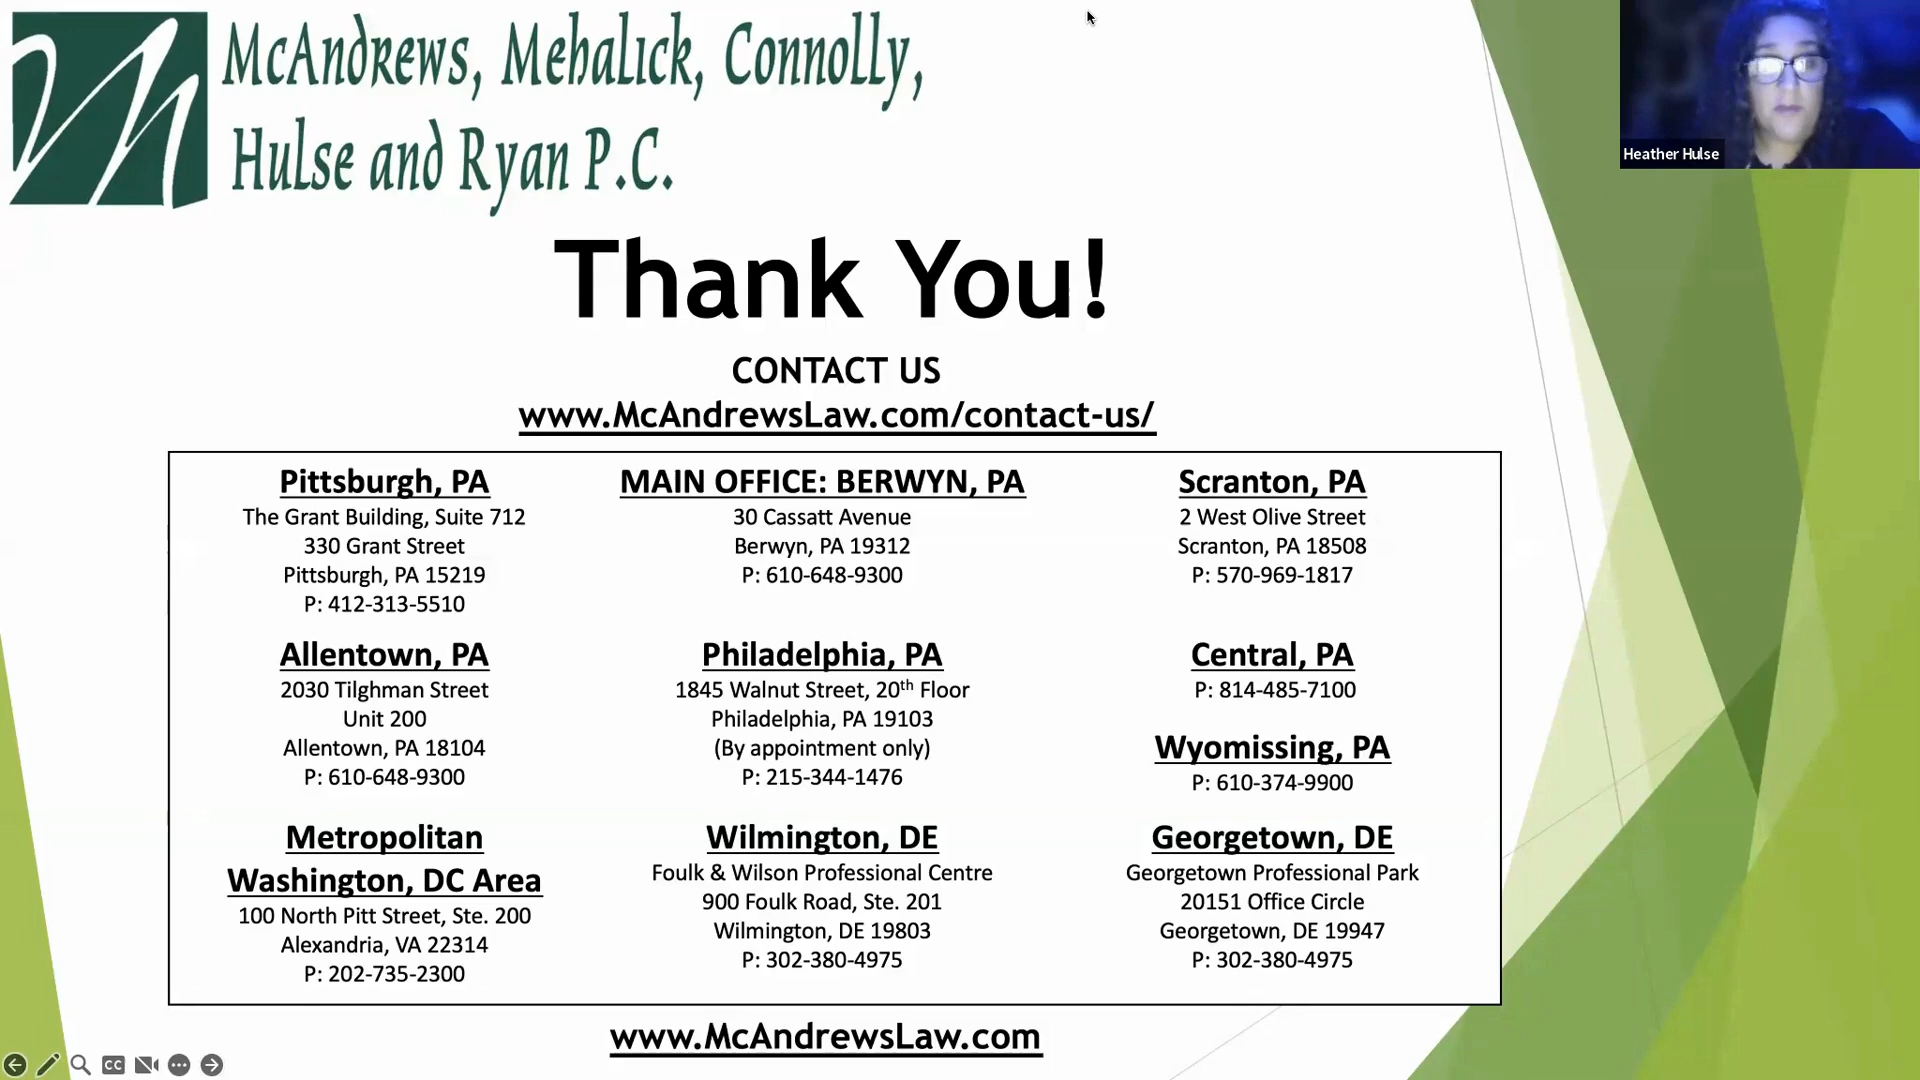 McAndrews, Mehalick, Connolly,
Hulse and Ryan P.C.
Heather Hulse
Thank You!
CONTACT US
www.McAndrewsLaw.com/contact-us/
Pittsburgh, PA
The Grant Building, Suite 712
330 Grant Street
Pittsburgh, PA 15219
P: 412-313-5510
MAIN OFFICE: BERWYN, PA
30 Cassatt Avenue
Berwyn, PA 19312
P: 610-648-9300
Scranton, PA
2 West Olive Street
Scranton, PA 18508
P: 570-969-1817
Allentown, PA
2030 Tilghman Street
Unit 200
Allentown, PA 18104
P: 610-648-9300
Philadelphia, PA
1845 Walnut Street, 20th Floor
Philadelphia, PA 19103
(By appointment only)
P: 215-344-1476
Central, PA
P: 814-485-7100
Wyomissing, PA
P: 610-374-9900
Metropolitan
Washington, DC Area
100 North Pitt Street, Ste. 200
Alexandria, VA 22314
P: 202-735-2300
Wilmington, DE
Foulk & Wilson Professional Centre
900 Foulk Road, Ste. 201
Wilmington, DE 19803
P: 302-380-4975
Georgetown, DE
Georgetown Professional Park
20151 Office Circle
Georgetown, DE 19947
P: 302-380-4975
www.McAndrewsLaw.com
CC